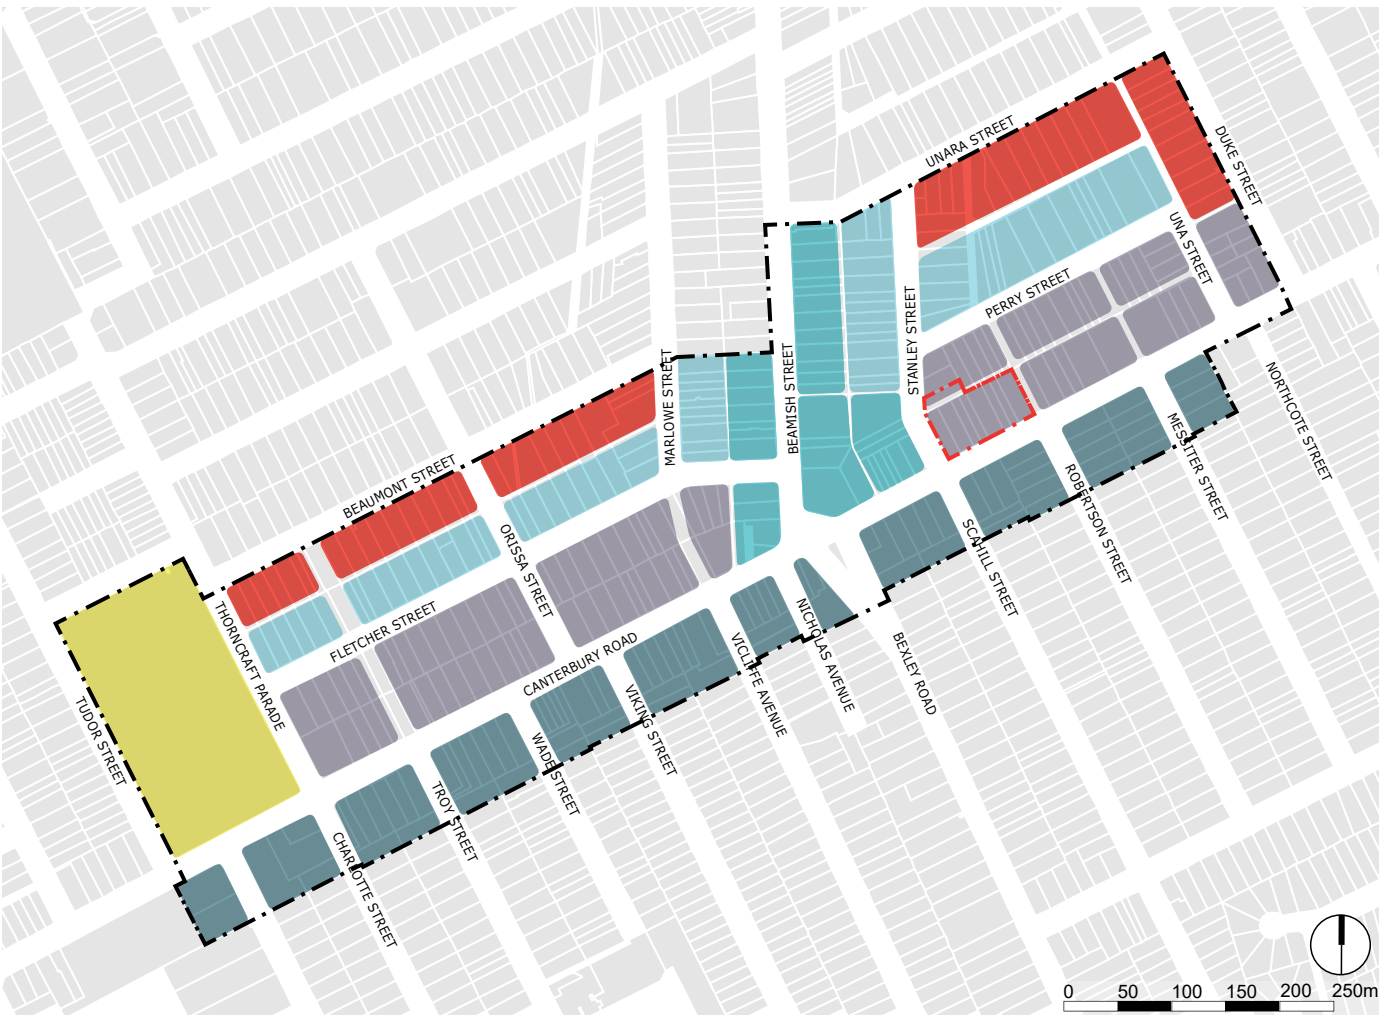 UNARA STREET
DUKE STREET
UNA STREET
PERRY STREET
STANLEY STREET
BEAMISH STREET
MARLOWE STREET
NORTHCOTE STREET
MESSITER STREET
BEAUMONT STREET
ORISSA STREET
ROBERTSON STREET
SCAHILL STREET
THORNCRAFT PARADE
FLETCHER STREET
CANTERBURY ROAD
NICHOLAS AVENUE
VICLIFFE AVENUE
BEXLEY ROAD
TUDOR STREET
VIKING STREET
WADE STREET
TROY STREET
CHARLOTTE STREET
0 50 100 150 200 250m